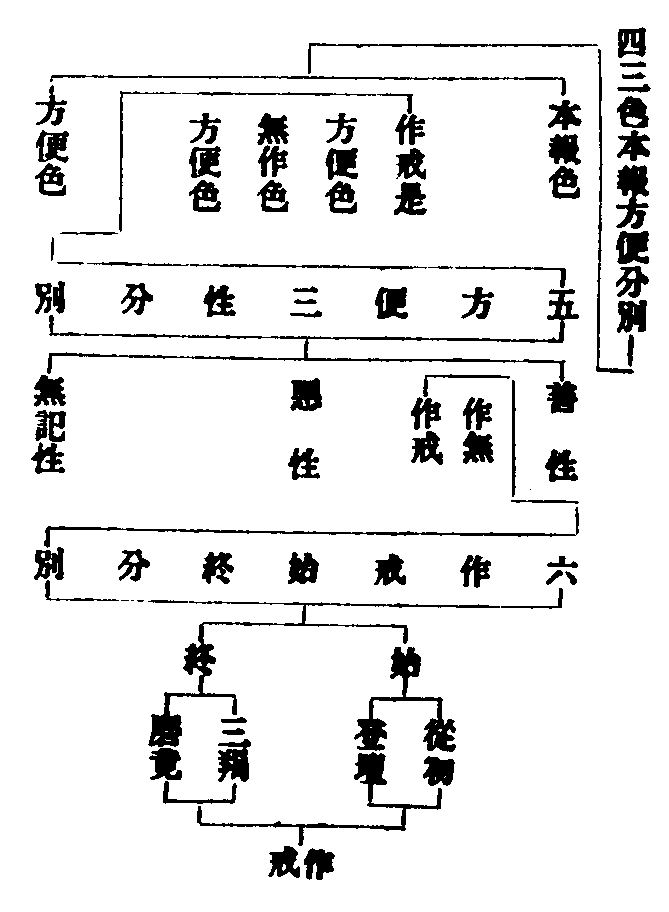 四三色本報方便分別
本報色
作戒是
方便色
無作色
方便色
方便色
五方便三性分別
善性
作無
作戒
惡性
無記性
六作戒始終分別
始
從初
登壇
終
三羯
磨竟
作戒